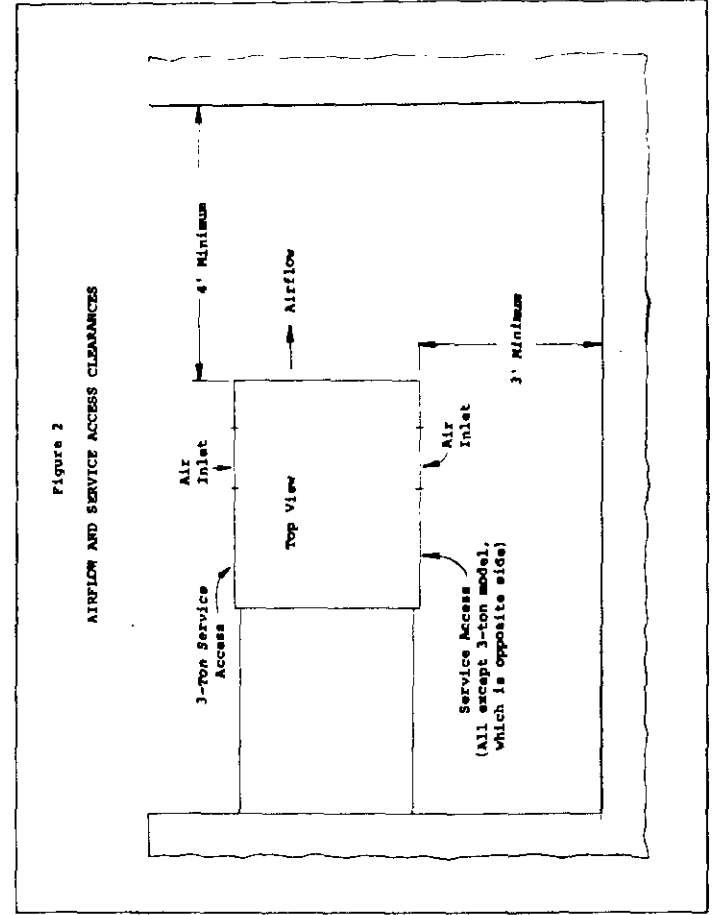 Figure 2
AIRFLOW AND SERVICE ACCESS CLEARANCES
3-Ton Service
Access
Air
Inlet
4' Minimum
Top View
Airflow
Service Access
(All except 3-ton model,
which is opposite side)
Air
Inlet
3' Minimum